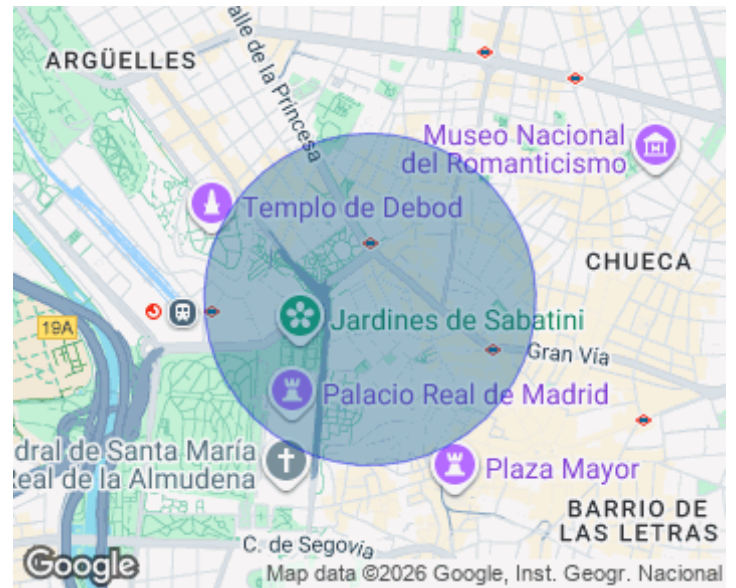 ARGÜELLES
alle de la Princesa
Museo Nacional
del Romanticismo
Templo de Debod
CHUECA
19A
Jardines de Sabatini
Gran Vía
Palacio Real de Madrid
dral de Santa María
Real de la Almudena
Plaza Mayor
BARRIO DE
LAS LETRAS
C. de Segovia
Google
Map data ©2026 Google, Inst. Geogr. Nacional